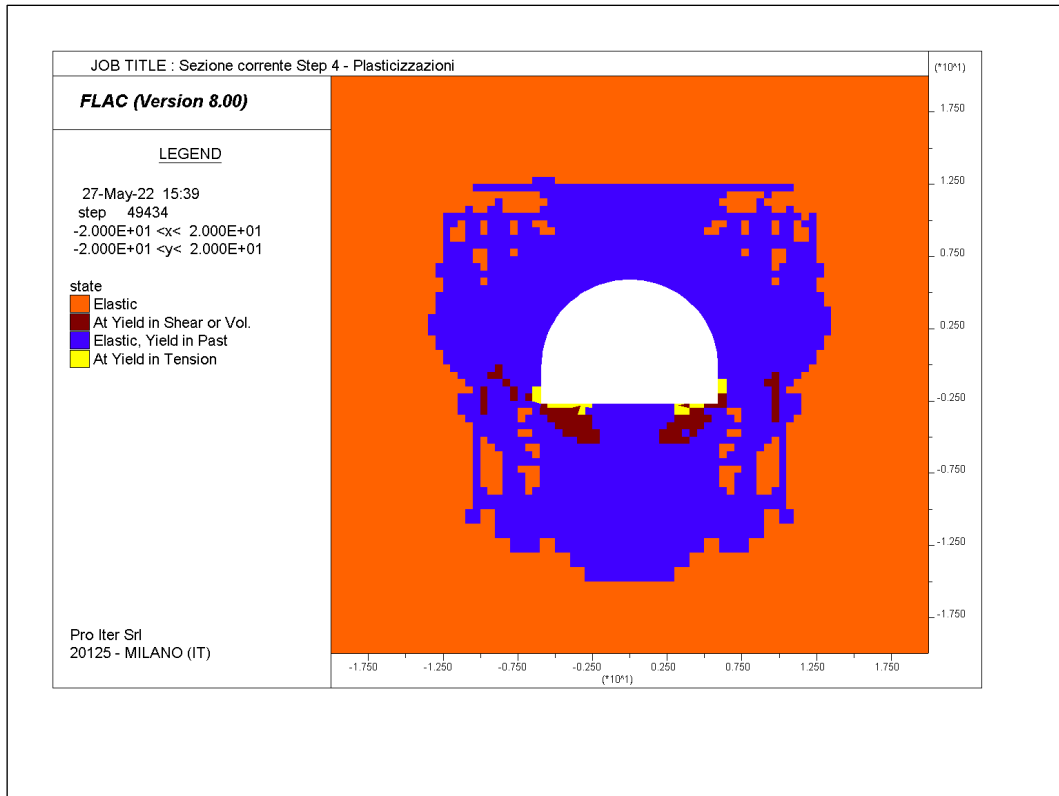 JOB TITLE : Sezione corrente Step 4 - Plasticizzazioni
(*10^1)
FLAC (Version 8.00)
LEGEND
27-May-22 15:39
step 49434
-2.000E+01 <x< 2.000E+01
-2.000E+01 <y< 2.000E+01
state
Elastic
At Yield in Shear or Vol.
Elastic, Yield in Past
At Yield in Tension
Pro Iter Srl
20125 - MILANO (IT)
1.750
1.250
0.750
0.250
-0.250
-0.750
-1.250
-1.750
-1.750 -1.250 -0.750 -0.250 0.250 0.750 1.250 1.750
(*10^1)